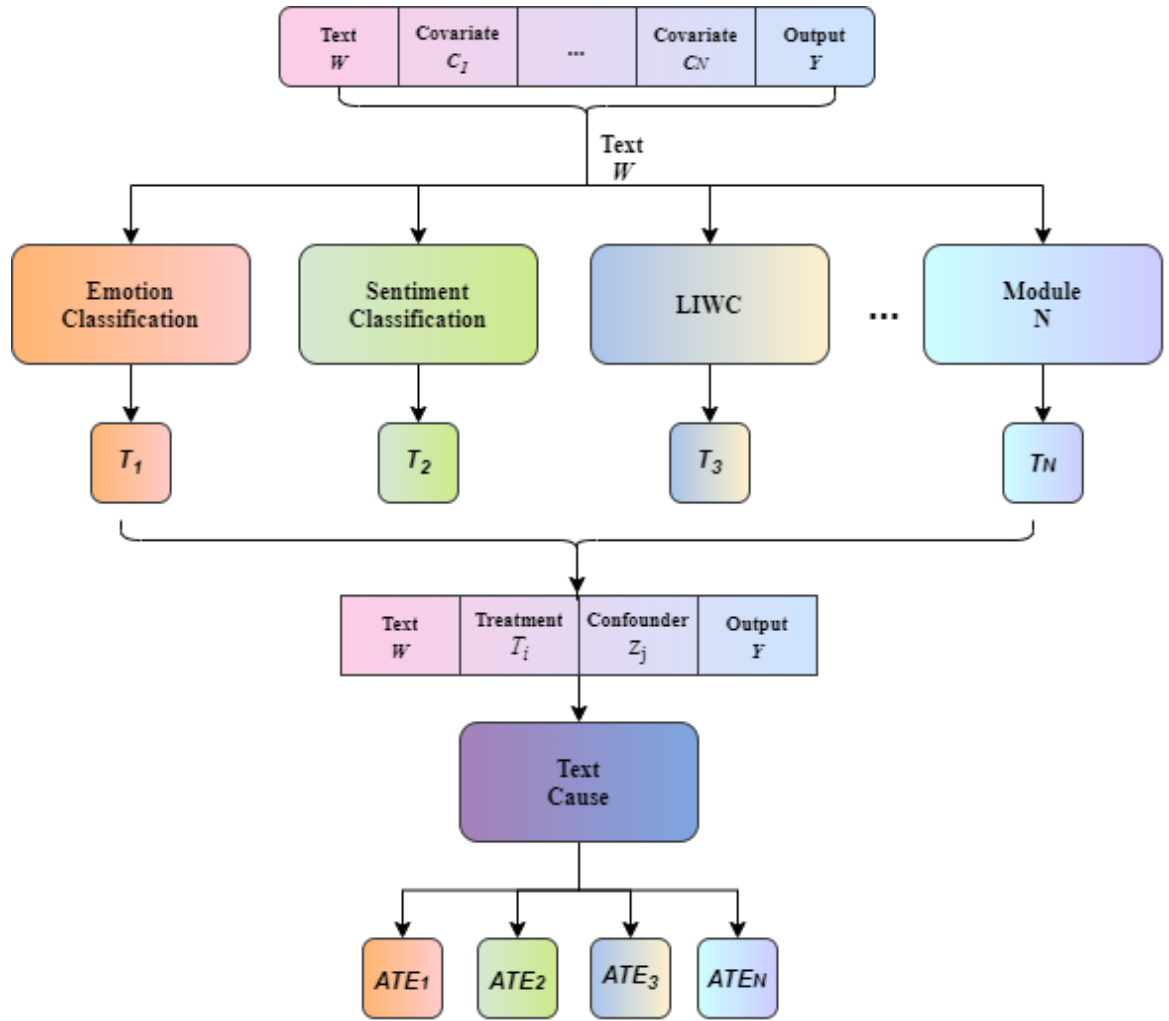 Text Covariate ... Covariate Output
W C1 CN Y
Text
W
Emotion Sentiment LIWC ... Module
Classification Classification N
T1 T2 T3 TN
Text Treatment Confounder Output
W Ti Zj Y
Text
Cause
ATE1 ATE2 ATE3 ATEN